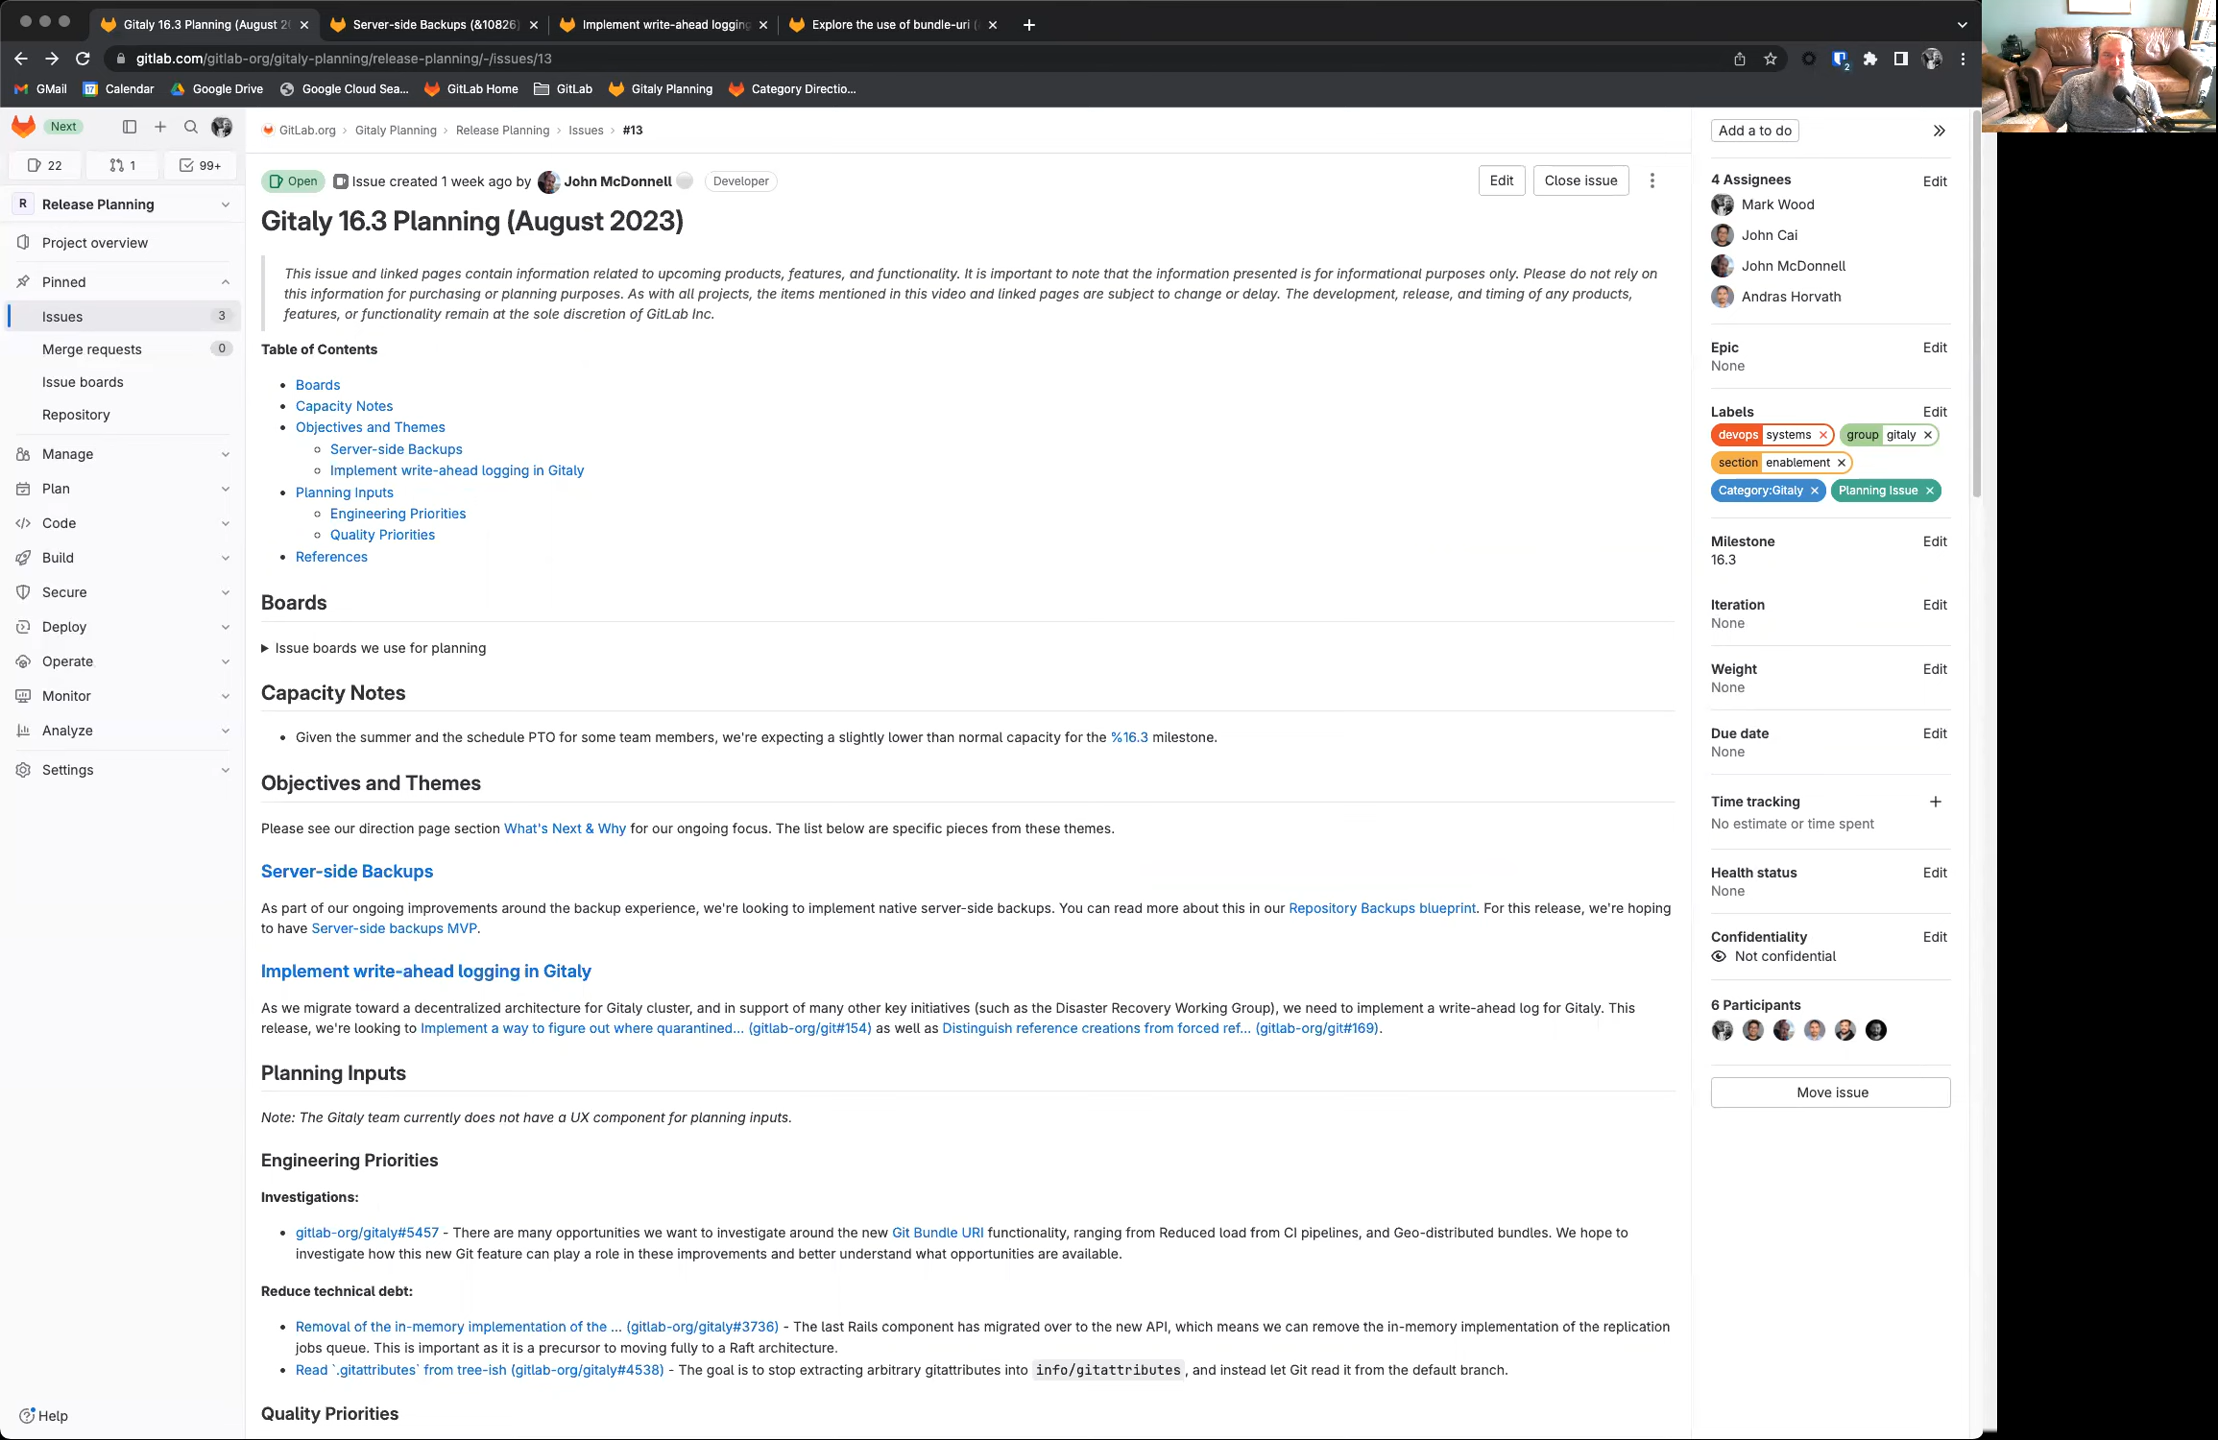 Gitaly 16.3 Planning (August 20
Server-side Backups (&10826
Implement write-ahead logging
Explore the use of bundle-uri (
gitlab.com/gitlab-org/gitaly-planning/release-planning/-/issues/13
2
GMail
17 Calendar
Google Drive
Google Cloud Sea...
GitLab Home
GitLab
Gitaly Planning
Category Directio...
Next
22
1
99+
R Release Planning
Project overview
Pinned
Issues 3
Merge requests 0
Issue boards
Repository
Manage
Plan
Code
Build
Secure
Deploy
Operate
Monitor
Analyze
Settings
Help
GitLab.org › Gitaly Planning › Release Planning › Issues › #13
Open Issue created 1 week ago by John McDonnell Developer
Edit Close issue
Gitaly 16.3 Planning (August 2023)
This issue and linked pages contain information related to upcoming products, features, and functionality. It is important to note that the information presented is for informational purposes only. Please do not rely on
this information for purchasing or planning purposes. As with all projects, the items mentioned in this video and linked pages are subject to change or delay. The development, release, and timing of any products,
features, or functionality remain at the sole discretion of GitLab Inc.
Table of Contents
• Boards
• Capacity Notes
• Objectives and Themes
◦ Server-side Backups
◦ Implement write-ahead logging in Gitaly
• Planning Inputs
◦ Engineering Priorities
◦ Quality Priorities
• References
Boards
▶ Issue boards we use for planning
Capacity Notes
• Given the summer and the schedule PTO for some team members, we're expecting a slightly lower than normal capacity for the %16.3 milestone.
Objectives and Themes
Please see our direction page section What's Next & Why for our ongoing focus. The list below are specific pieces from these themes.
Server-side Backups
As part of our ongoing improvements around the backup experience, we're looking to implement native server-side backups. You can read more about this in our Repository Backups blueprint. For this release, we're hoping
to have Server-side backups MVP.
Implement write-ahead logging in Gitaly
As we migrate toward a decentralized architecture for Gitaly cluster, and in support of many other key initiatives (such as the Disaster Recovery Working Group), we need to implement a write-ahead log for Gitaly. This
release, we're looking to Implement a way to figure out where quarantined... (gitlab-org/git#154) as well as Distinguish reference creations from forced ref... (gitlab-org/git#169).
Planning Inputs
Note: The Gitaly team currently does not have a UX component for planning inputs.
Engineering Priorities
Investigations:
• gitlab-org/gitaly#5457 - There are many opportunities we want to investigate around the new Git Bundle URI functionality, ranging from Reduced load from CI pipelines, and Geo-distributed bundles. We hope to
investigate how this new Git feature can play a role in these improvements and better understand what opportunities are available.
Reduce technical debt:
• Removal of the in-memory implementation of the ... (gitlab-org/gitaly#3736) - The last Rails component has migrated over to the new API, which means we can remove the in-memory implementation of the replication
jobs queue. This is important as it is a precursor to moving fully to a Raft architecture.
• Read `.gitattributes` from tree-ish (gitlab-org/gitaly#4538) - The goal is to stop extracting arbitrary gitattributes into info/gitattributes, and instead let Git read it from the default branch.
Quality Priorities
Add a to do
4 Assignees Edit
Mark Wood
John Cai
John McDonnell
Andras Horvath
Epic Edit
None
Labels Edit
devops systems × group gitaly ×
section enablement ×
Category:Gitaly × Planning Issue ×
Milestone Edit
16.3
Iteration Edit
None
Weight Edit
None
Due date Edit
None
Time tracking +
No estimate or time spent
Health status Edit
None
Confidentiality Edit
Not confidential
6 Participants
Move issue